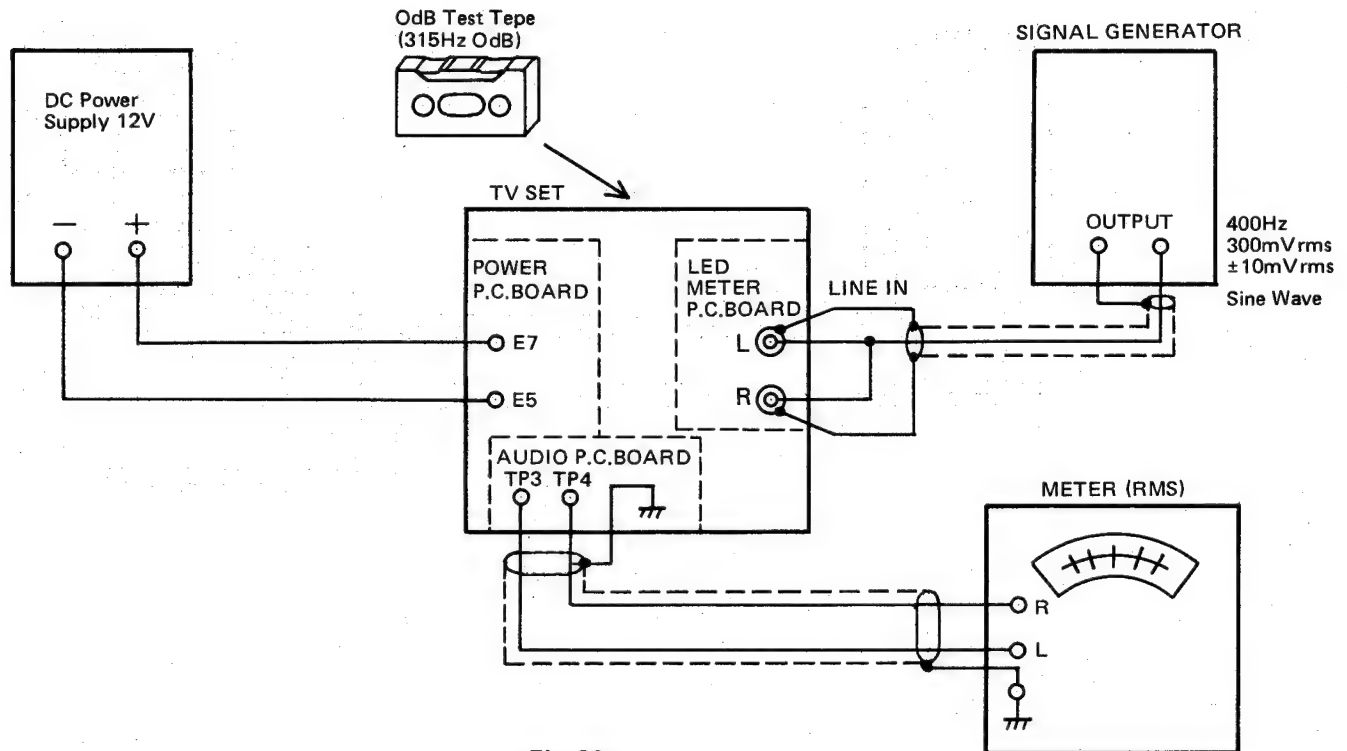 OdB Test Tepe
(315Hz OdB)
SIGNAL GENERATOR
DC Power
Supply 12V
− +
TV SET
OUTPUT
400Hz
300mVrms
±10mVrms
Sine Wave
POWER
P.C.BOARD
LED
METER
P.C.BOARD
LINE IN
E7
L
E5
R
AUDIO P.C.BOARD
TP3 TP4
METER (RMS)
R
L